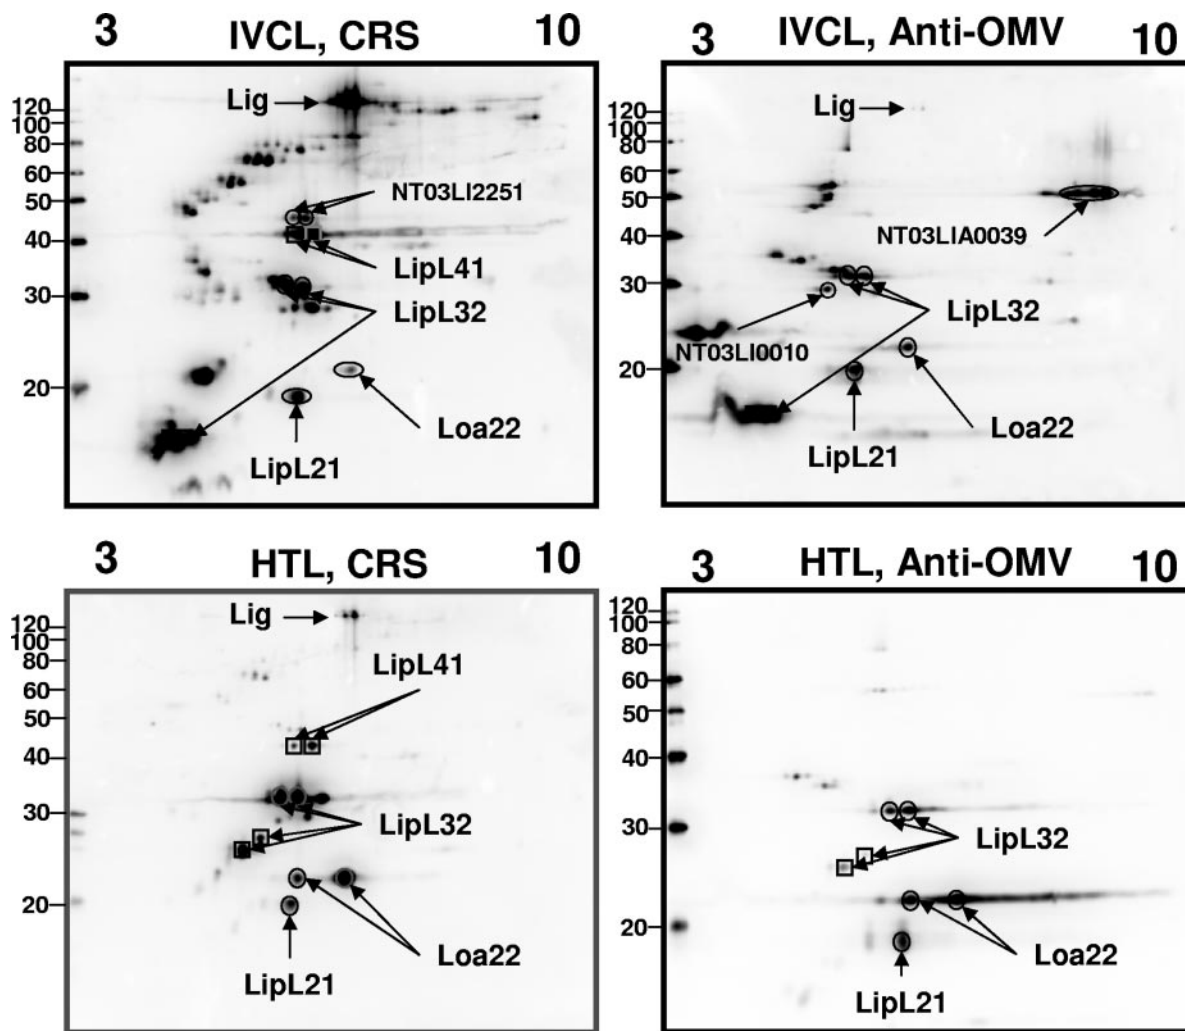 3 IVCL, CRS 10
Lig
120
100
80
60
50
40
30
20
NT03LI2251
LipL41
LipL32
Loa22
LipL21
3 IVCL, Anti-OMV 10
Lig
120
100
80
60
50
40
30
20
NT03LIA0039
LipL32
NT03LI0010
Loa22
LipL21
3 HTL, CRS 10
Lig
120
100
80
60
50
40
30
20
LipL41
LipL32
Loa22
LipL21
3 HTL, Anti-OMV 10
120
100
80
60
50
40
30
20
LipL32
Loa22
LipL21